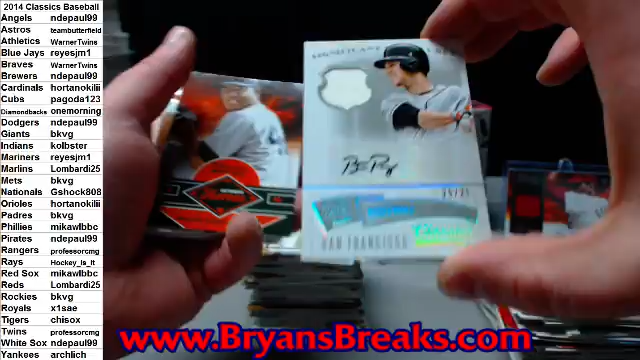 2014 Classics Baseball
Angels ndepaul99
Astros teambutterfield
Athletics WarnerTwins
Blue Jays reyesjm1
Braves WarnerTwins
Brewers ndepaul99
Cardinals hortanokilii
Cubs pagoda123
Diamondbacks onemorning
Dodgers ndepaul99
Giants bkvg
Indians kolbster
Mariners reyesjm1
Marlins Lombardi25
Mets bkvg
Nationals Gshock808
Orioles hortanokilii
Padres bkvg
Phillies mikawlbbc
Pirates ndepaul99
Rangers professorcmg
Rays Hockey_Is_It
Red Sox mikawlbbc
Reds Lombardi25
Rockies bkvg
Royals x1sae
Tigers chisox
Twins professorcmg
White Sox ndepaul99
Yankees archlich
SAN FRANCISCO
www.BryansBreaks.com